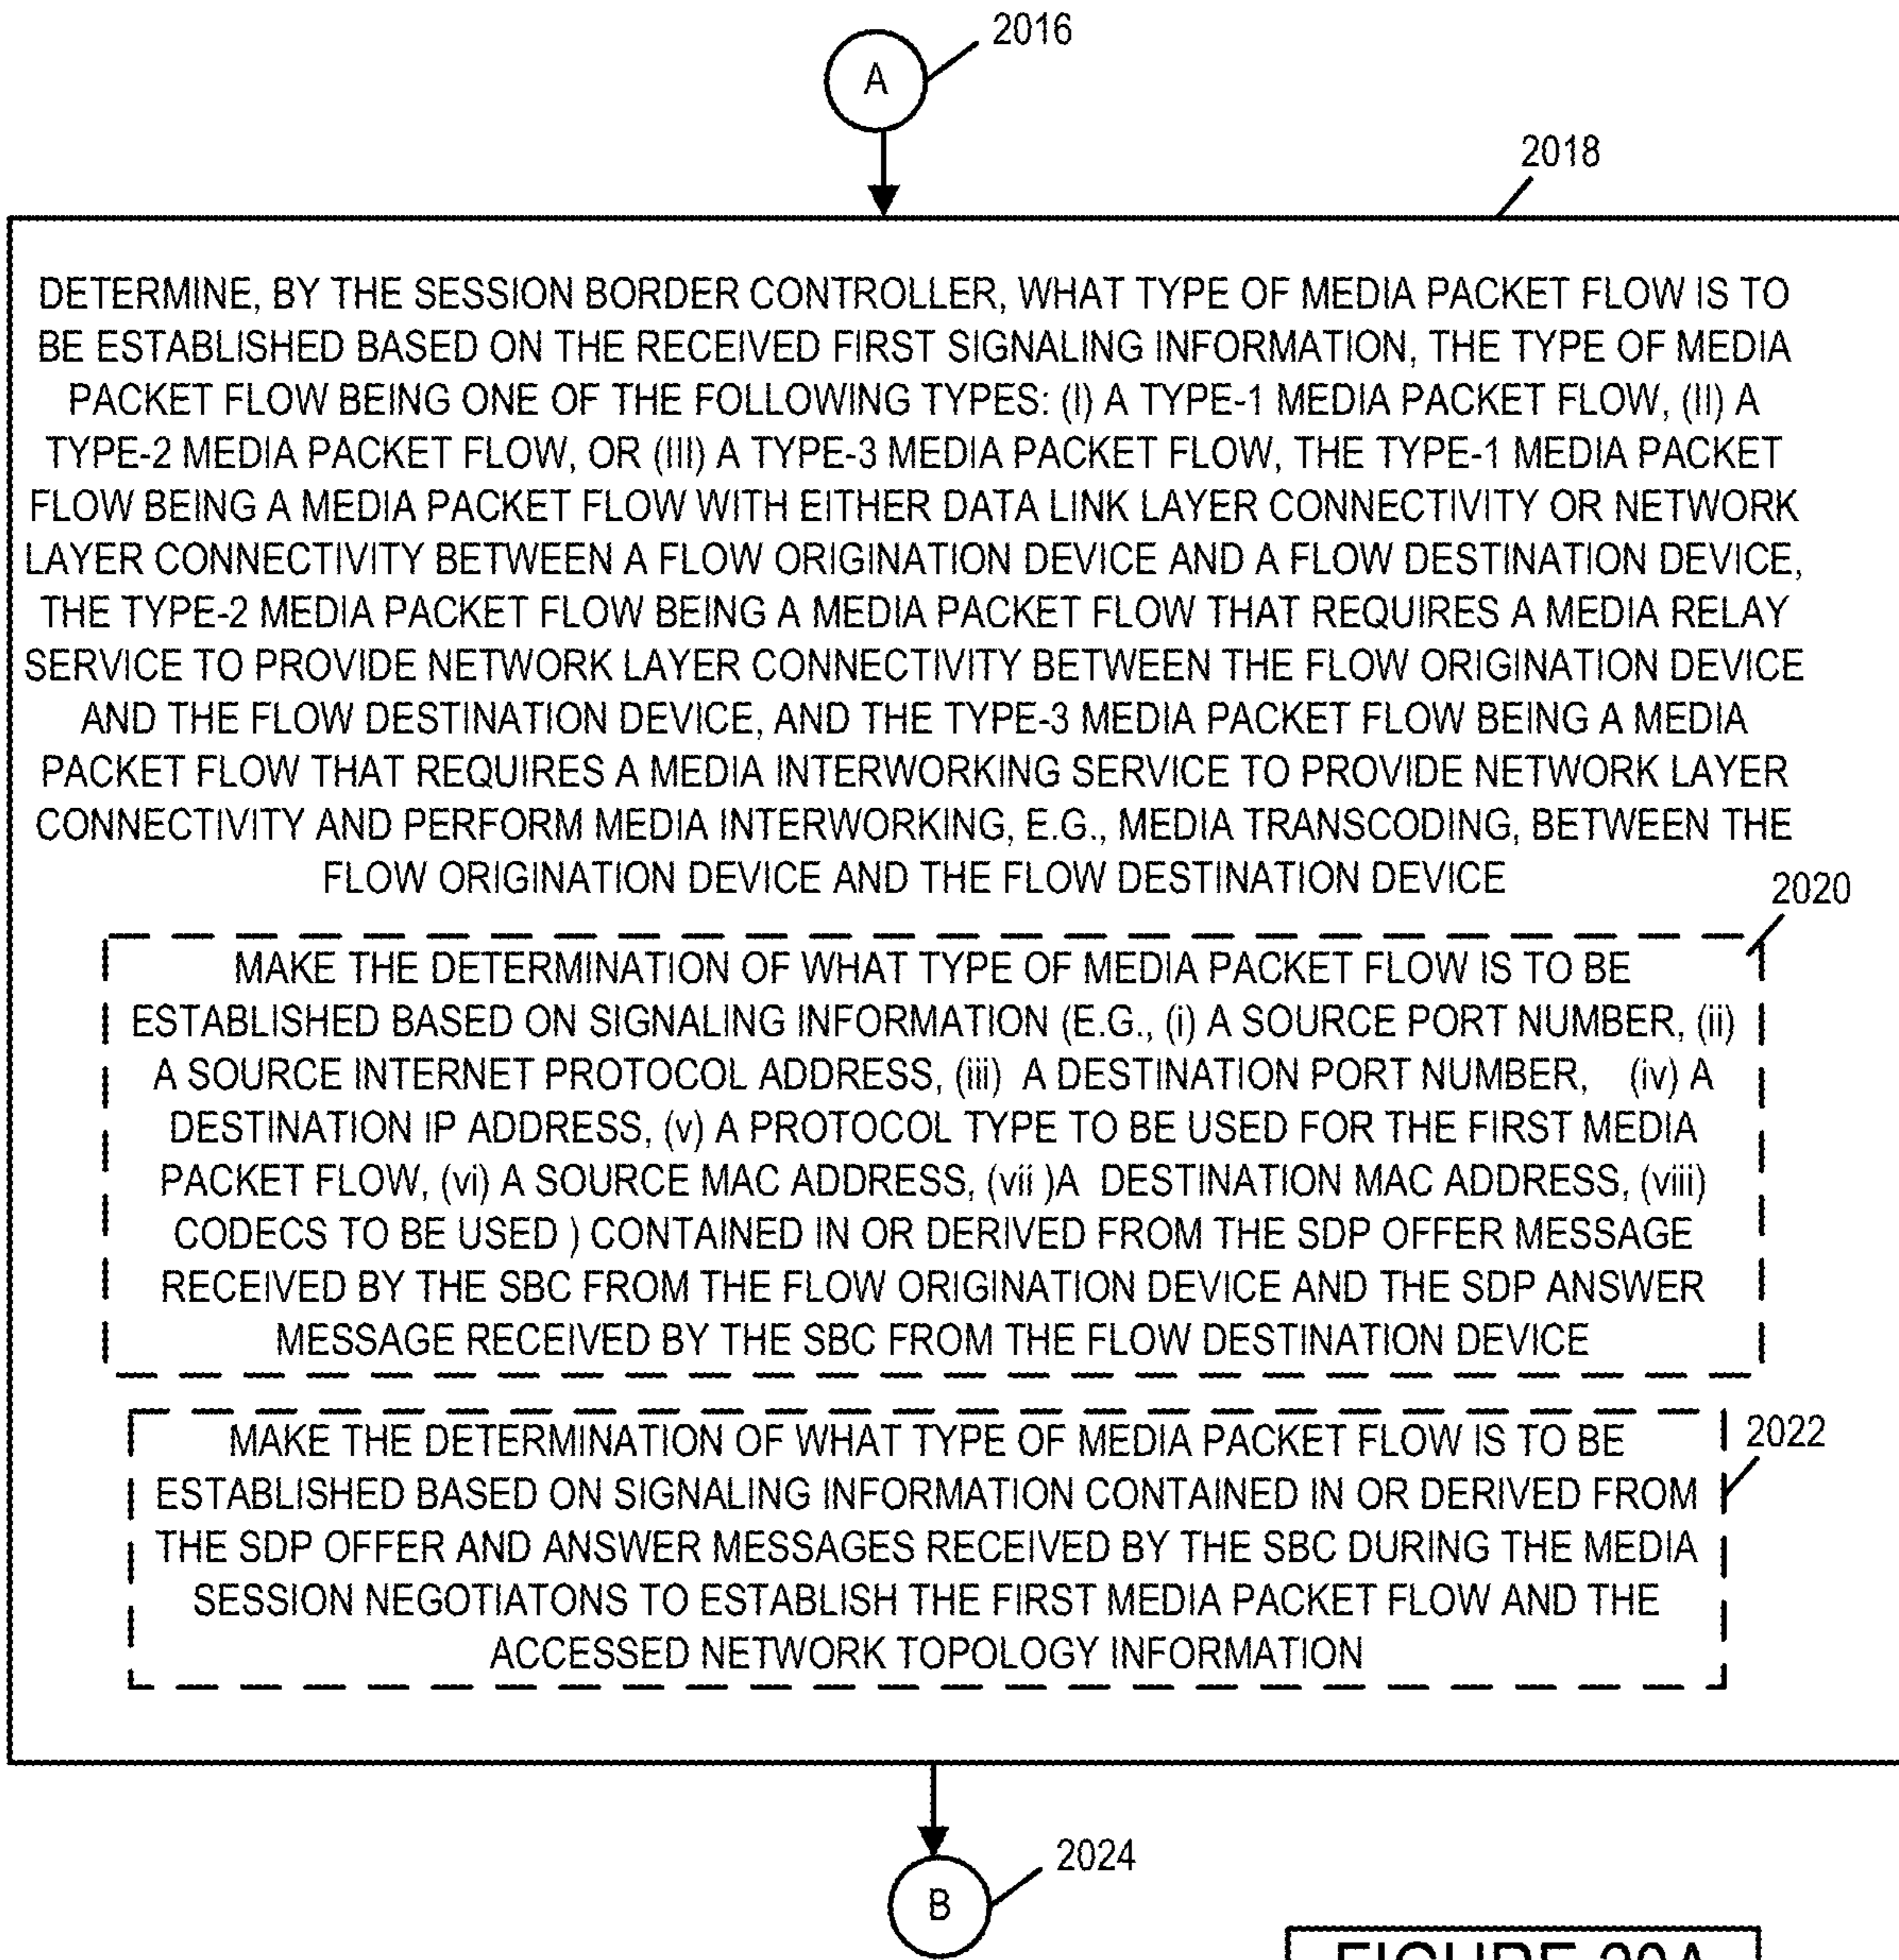 A
2016
2018
DETERMINE, BY THE SESSION BORDER CONTROLLER, WHAT TYPE OF MEDIA PACKET FLOW IS TO
BE ESTABLISHED BASED ON THE RECEIVED FIRST SIGNALING INFORMATION, THE TYPE OF MEDIA
PACKET FLOW BEING ONE OF THE FOLLOWING TYPES: (I) A TYPE-1 MEDIA PACKET FLOW, (II) A
TYPE-2 MEDIA PACKET FLOW, OR (III) A TYPE-3 MEDIA PACKET FLOW, THE TYPE-1 MEDIA PACKET
FLOW BEING A MEDIA PACKET FLOW WITH EITHER DATA LINK LAYER CONNECTIVITY OR NETWORK
LAYER CONNECTIVITY BETWEEN A FLOW ORIGINATION DEVICE AND A FLOW DESTINATION DEVICE,
THE TYPE-2 MEDIA PACKET FLOW BEING A MEDIA PACKET FLOW THAT REQUIRES A MEDIA RELAY
SERVICE TO PROVIDE NETWORK LAYER CONNECTIVITY BETWEEN THE FLOW ORIGINATION DEVICE
AND THE FLOW DESTINATION DEVICE, AND THE TYPE-3 MEDIA PACKET FLOW BEING A MEDIA
PACKET FLOW THAT REQUIRES A MEDIA INTERWORKING SERVICE TO PROVIDE NETWORK LAYER
CONNECTIVITY AND PERFORM MEDIA INTERWORKING, E.G., MEDIA TRANSCODING, BETWEEN THE
FLOW ORIGINATION DEVICE AND THE FLOW DESTINATION DEVICE
2020
MAKE THE DETERMINATION OF WHAT TYPE OF MEDIA PACKET FLOW IS TO BE
ESTABLISHED BASED ON SIGNALING INFORMATION (E.G., (i) A SOURCE PORT NUMBER, (ii)
A SOURCE INTERNET PROTOCOL ADDRESS, (iii) A DESTINATION PORT NUMBER, (iv) A
DESTINATION IP ADDRESS, (v) A PROTOCOL TYPE TO BE USED FOR THE FIRST MEDIA
PACKET FLOW, (vi) A SOURCE MAC ADDRESS, (vii )A DESTINATION MAC ADDRESS, (viii)
CODECS TO BE USED ) CONTAINED IN OR DERIVED FROM THE SDP OFFER MESSAGE
RECEIVED BY THE SBC FROM THE FLOW ORIGINATION DEVICE AND THE SDP ANSWER
MESSAGE RECEIVED BY THE SBC FROM THE FLOW DESTINATION DEVICE
MAKE THE DETERMINATION OF WHAT TYPE OF MEDIA PACKET FLOW IS TO BE
2022
ESTABLISHED BASED ON SIGNALING INFORMATION CONTAINED IN OR DERIVED FROM
THE SDP OFFER AND ANSWER MESSAGES RECEIVED BY THE SBC DURING THE MEDIA
SESSION NEGOTIATONS TO ESTABLISH THE FIRST MEDIA PACKET FLOW AND THE
ACCESSED NETWORK TOPOLOGY INFORMATION
2024
B
FIGURE 20A